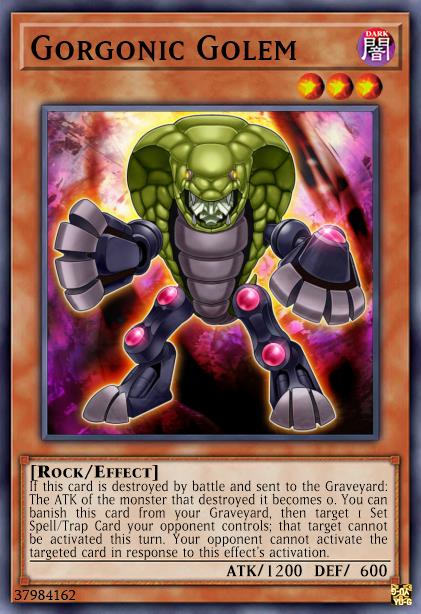 GORGONIC GOLEM
DARK
闇
[ROCK/EFFECT]
If this card is destroyed by battle and sent to the Graveyard:
The ATK of the monster that destroyed it becomes 0. You can
banish this card from your Graveyard, then target 1 Set
Spell/Trap Card your opponent controls; that target cannot
be activated this turn. Your opponent cannot activate the
targeted card in response to this effect's activation.
ATK/1200 DEF/ 600
37984162